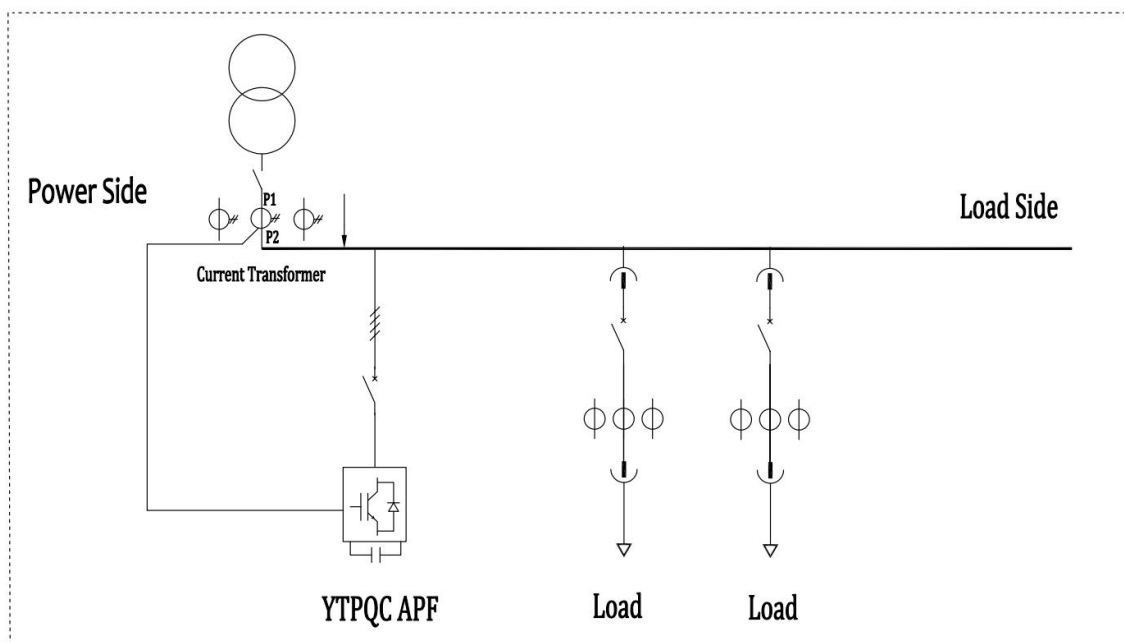 Power Side
P1
P2
Load Side
Current Transformer
YTPQC APF
Load
Load